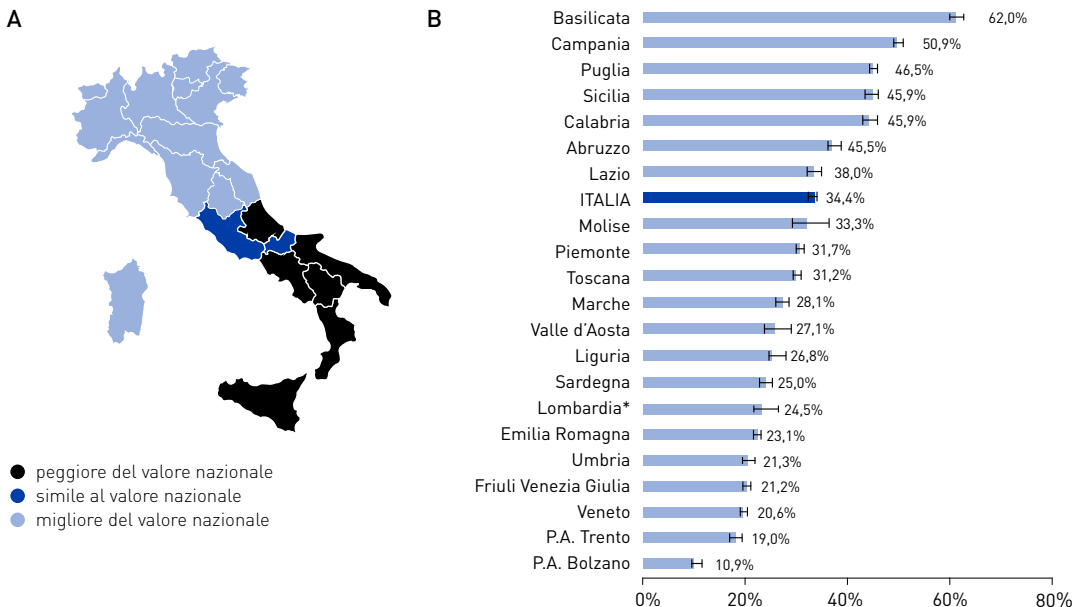 A
peggiore del valore nazionale
simile al valore nazionale
migliore del valore nazionale
B
Basilicata 62,0%
Campania 50,9%
Puglia 46,5%
Sicilia 45,9%
Calabria 45,9%
Abruzzo 45,5%
Lazio 38,0%
ITALIA 34,4%
Molise 33,3%
Piemonte 31,7%
Toscana 31,2%
Marche 28,1%
Valle d’Aosta 27,1%
Liguria 26,8%
Sardegna 25,0%
Lombardia* 24,5%
Emilia Romagna 23,1%
Umbria 21,3%
Friuli Venezia Giulia 21,2%
Veneto 20,6%
P.A. Trento 19,0%
P.A. Bolzano 10,9%
0% 20% 40% 60% 80%